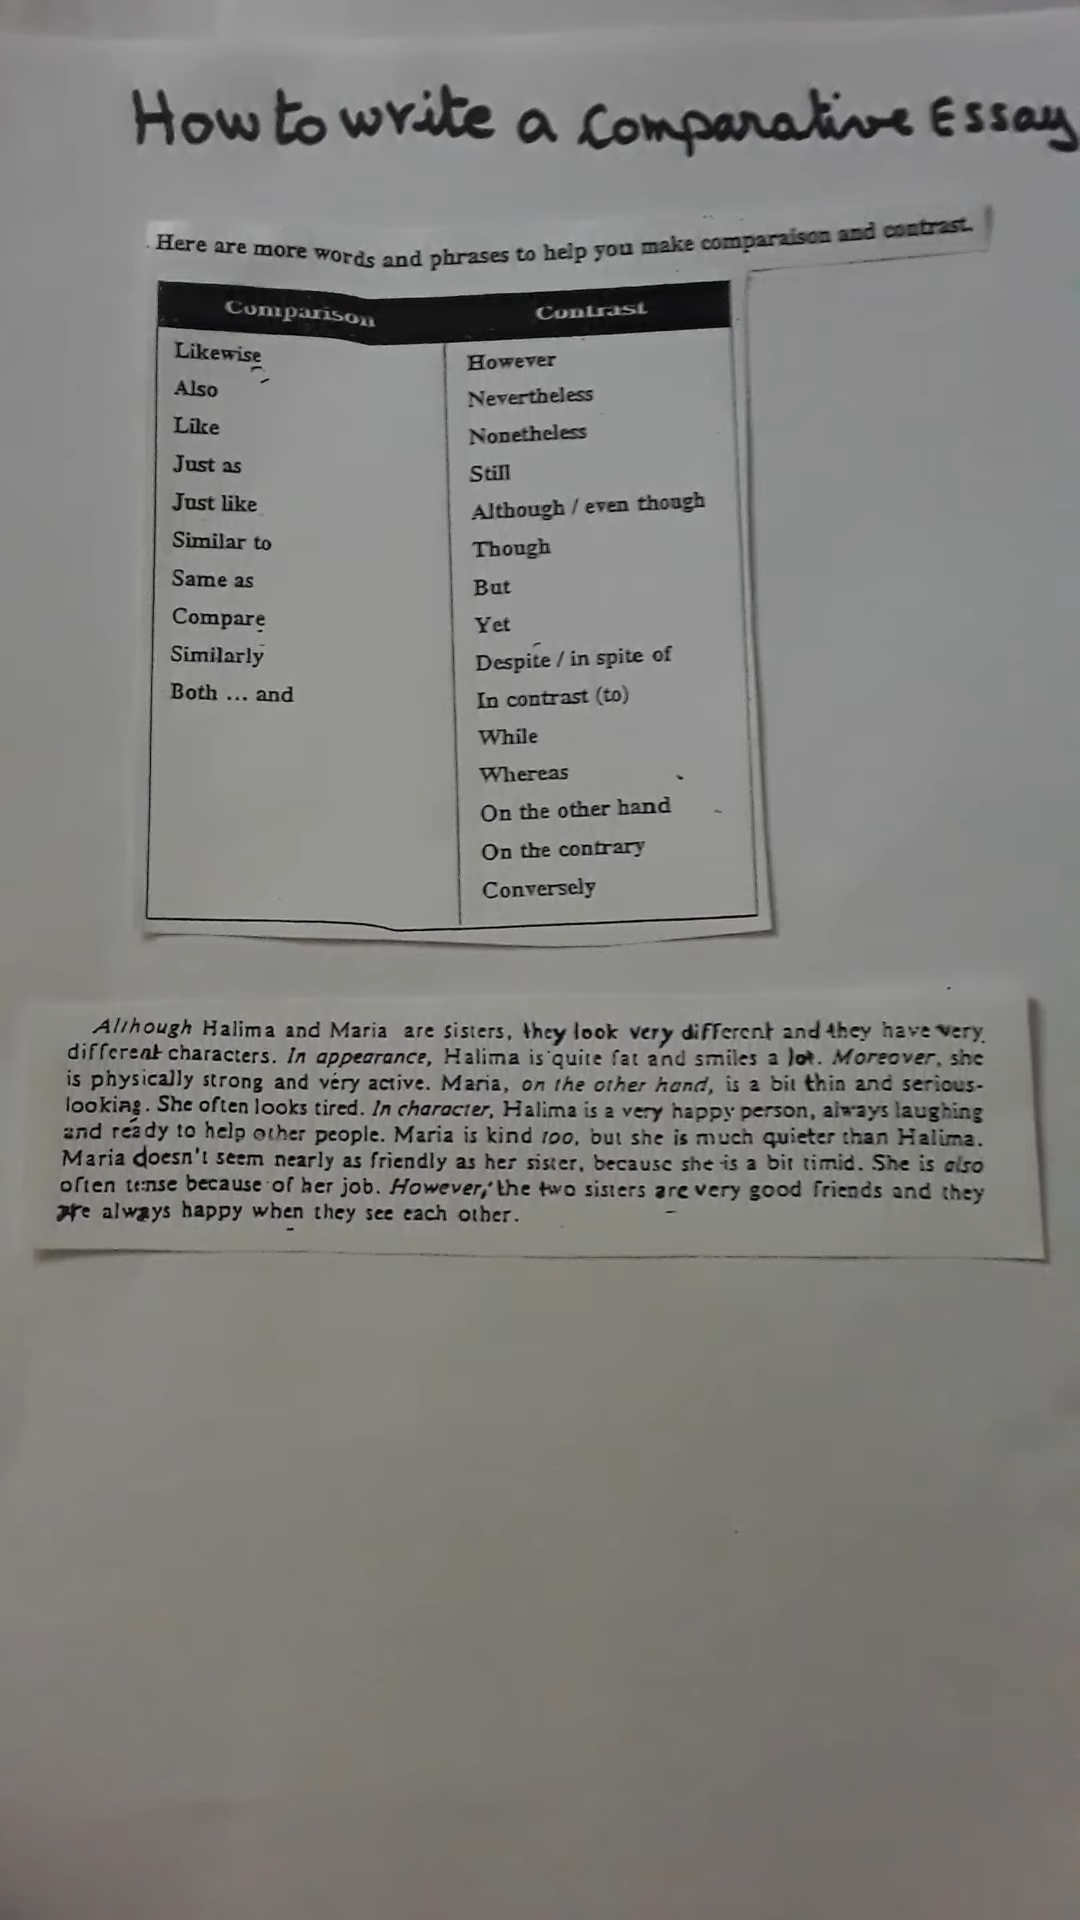 How to write a Comparative Essay
Here are more words and phrases to help you make comparaison and contrast.
Comparison
Contrast
Likewise
Also
Like
Just as
Just like
Similar to
Same as
Compare
Similarly
Both ... and
However
Nevertheless
Nonetheless
Still
Although / even though
Though
But
Yet
Despite / in spite of
In contrast (to)
While
Whereas
On the other hand
On the contrary
Conversely
Although Halima and Maria are sisters, they look very different and they have very
different characters. In appearance, Halima is quite fat and smiles a lot. Moreover, she
is physically strong and very active. Maria, on the other hand, is a bit thin and serious-
looking. She often looks tired. In character, Halima is a very happy person, always laughing
and ready to help other people. Maria is kind too, but she is much quieter than Halima.
Maria doesn't seem nearly as friendly as her sister, because she is a bit timid. She is also
often tense because of her job. However, the two sisters are very good friends and they
are always happy when they see each other.